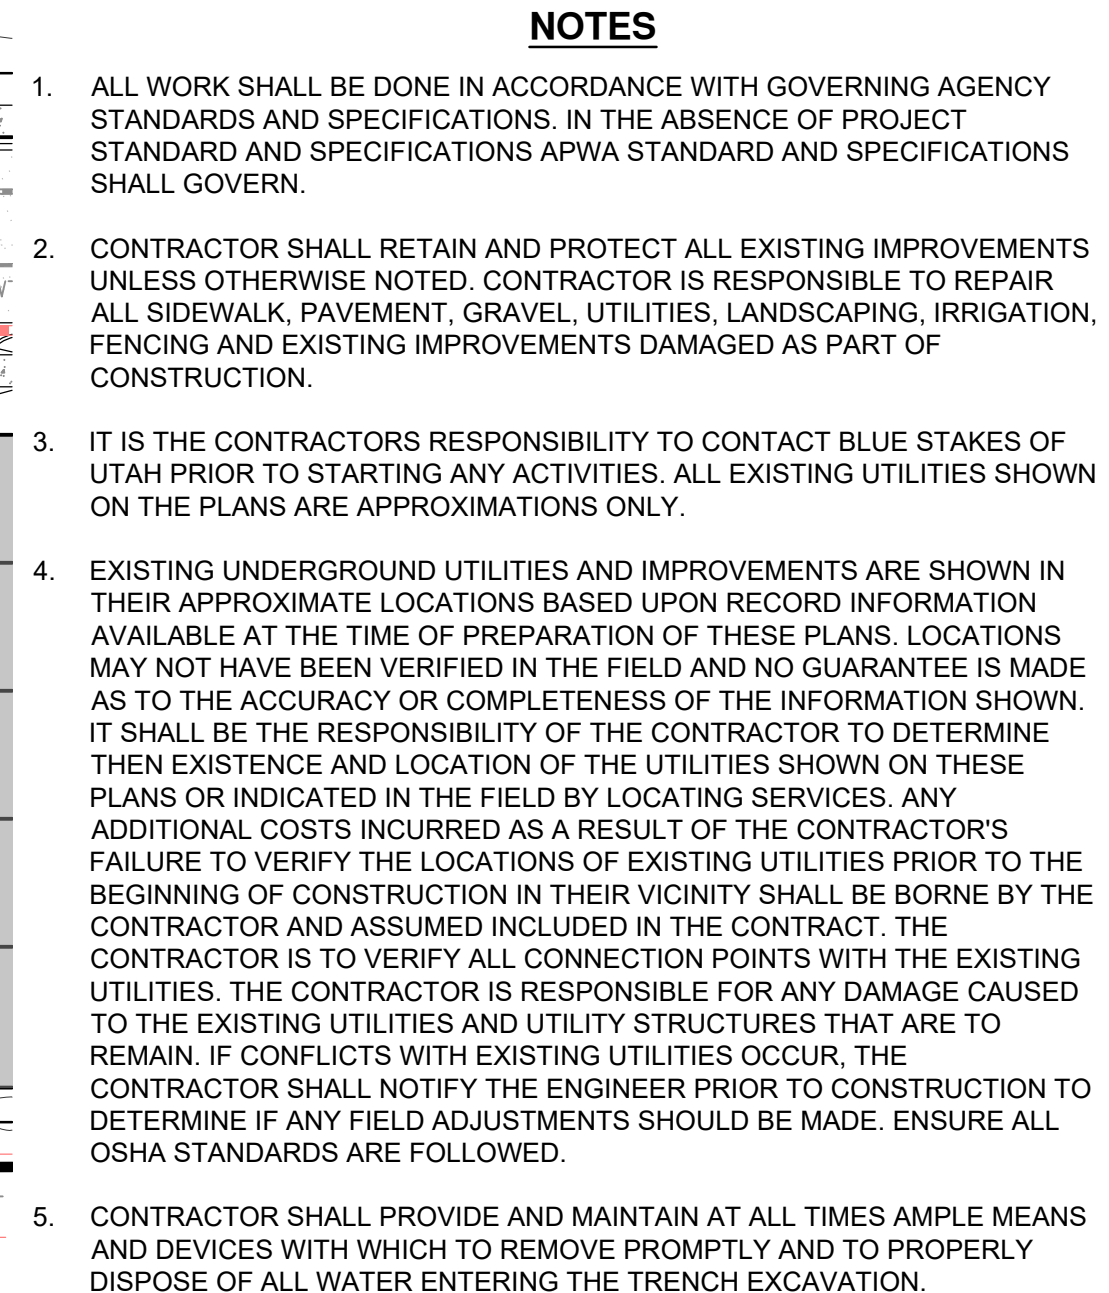 NOTES
1. ALL WORK SHALL BE DONE IN ACCORDANCE WITH GOVERNING AGENCY
STANDARDS AND SPECIFICATIONS. IN THE ABSENCE OF PROJECT
STANDARD AND SPECIFICATIONS APWA STANDARD AND SPECIFICATIONS
SHALL GOVERN.
2. CONTRACTOR SHALL RETAIN AND PROTECT ALL EXISTING IMPROVEMENTS
UNLESS OTHERWISE NOTED. CONTRACTOR IS RESPONSIBLE TO REPAIR
ALL SIDEWALK, PAVEMENT, GRAVEL, UTILITIES, LANDSCAPING, IRRIGATION,
FENCING AND EXISTING IMPROVEMENTS DAMAGED AS PART OF
CONSTRUCTION.
3. IT IS THE CONTRACTORS RESPONSIBILITY TO CONTACT BLUE STAKES OF
UTAH PRIOR TO STARTING ANY ACTIVITIES. ALL EXISTING UTILITIES SHOWN
ON THE PLANS ARE APPROXIMATIONS ONLY.
4. EXISTING UNDERGROUND UTILITIES AND IMPROVEMENTS ARE SHOWN IN
THEIR APPROXIMATE LOCATIONS BASED UPON RECORD INFORMATION
AVAILABLE AT THE TIME OF PREPARATION OF THESE PLANS. LOCATIONS
MAY NOT HAVE BEEN VERIFIED IN THE FIELD AND NO GUARANTEE IS MADE
AS TO THE ACCURACY OR COMPLETENESS OF THE INFORMATION SHOWN.
IT SHALL BE THE RESPONSIBILITY OF THE CONTRACTOR TO DETERMINE
THEN EXISTENCE AND LOCATION OF THE UTILITIES SHOWN ON THESE
PLANS OR INDICATED IN THE FIELD BY LOCATING SERVICES. ANY
ADDITIONAL COSTS INCURRED AS A RESULT OF THE CONTRACTOR'S
FAILURE TO VERIFY THE LOCATIONS OF EXISTING UTILITIES PRIOR TO THE
BEGINNING OF CONSTRUCTION IN THEIR VICINITY SHALL BE BORNE BY THE
CONTRACTOR AND ASSUMED INCLUDED IN THE CONTRACT. THE
CONTRACTOR IS TO VERIFY ALL CONNECTION POINTS WITH THE EXISTING
UTILITIES. THE CONTRACTOR IS RESPONSIBLE FOR ANY DAMAGE CAUSED
TO THE EXISTING UTILITIES AND UTILITY STRUCTURES THAT ARE TO
REMAIN. IF CONFLICTS WITH EXISTING UTILITIES OCCUR, THE
CONTRACTOR SHALL NOTIFY THE ENGINEER PRIOR TO CONSTRUCTION TO
DETERMINE IF ANY FIELD ADJUSTMENTS SHOULD BE MADE. ENSURE ALL
OSHA STANDARDS ARE FOLLOWED.
5. CONTRACTOR SHALL PROVIDE AND MAINTAIN AT ALL TIMES AMPLE MEANS
AND DEVICES WITH WHICH TO REMOVE PROMPTLY AND TO PROPERLY
DISPOSE OF ALL WATER ENTERING THE TRENCH EXCAVATION.